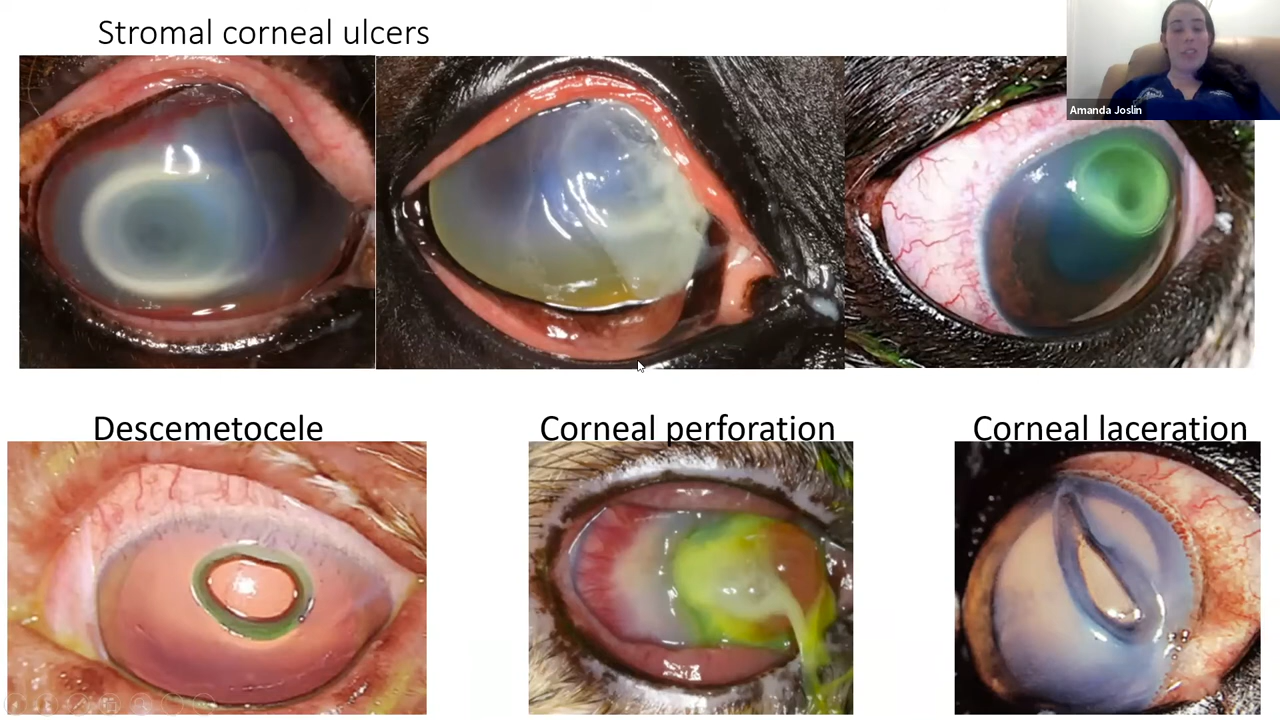 Stromal corneal ulcers
Amanda Joslin
Descemetocele
Corneal perforation
Corneal laceration